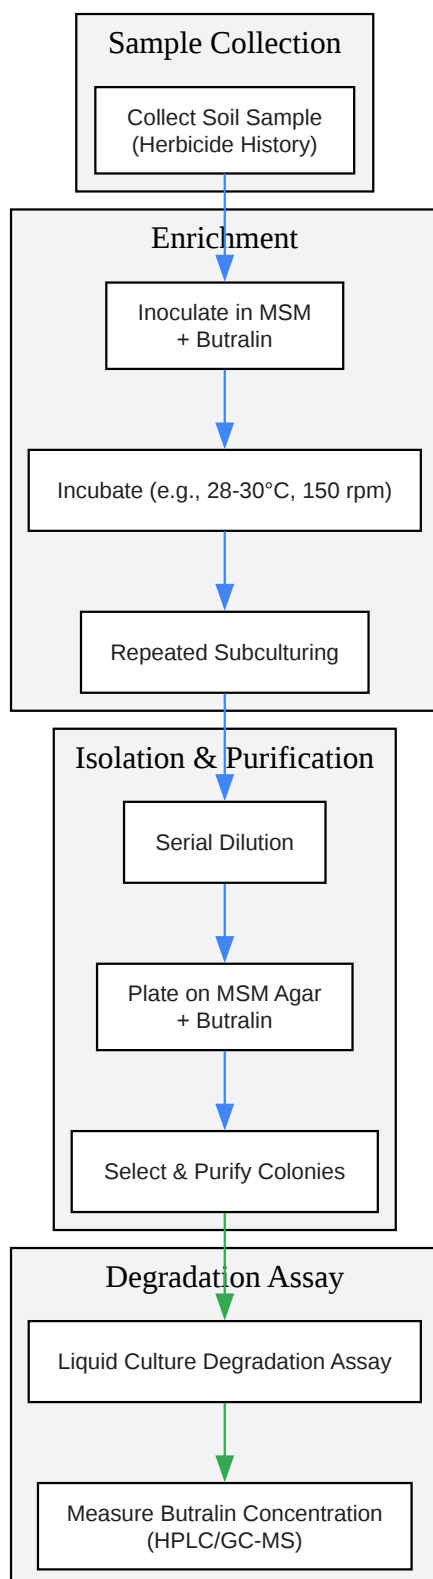 Sample Collection
Collect Soil Sample
(Herbicide History)
Enrichment
Inoculate in MSM
+ Butralin
Incubate (e.g., 28-30°C, 150 rpm)
Repeated Subculturing
Isolation & Purification
Serial Dilution
Plate on MSM Agar
+ Butralin
Select & Purify Colonies
Degradation Assay
Liquid Culture Degradation Assay
Measure Butralin Concentration
(HPLC/GC-MS)